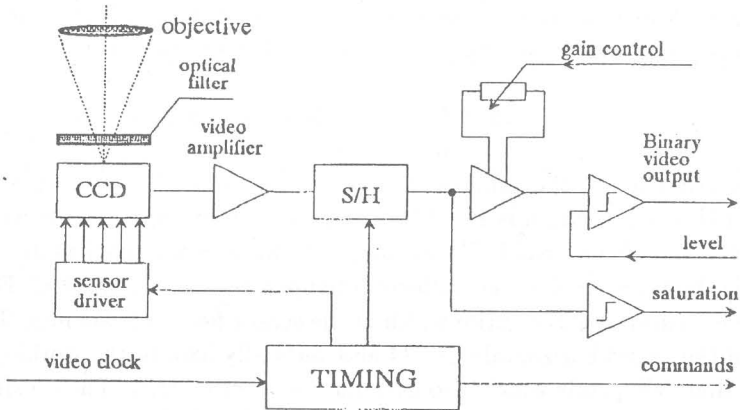 objective
optical
filter
gain control
video
amplifier
Binary
video
output
CCD
S/H
level
sensor
driver
saturation
video clock
TIMING
commands